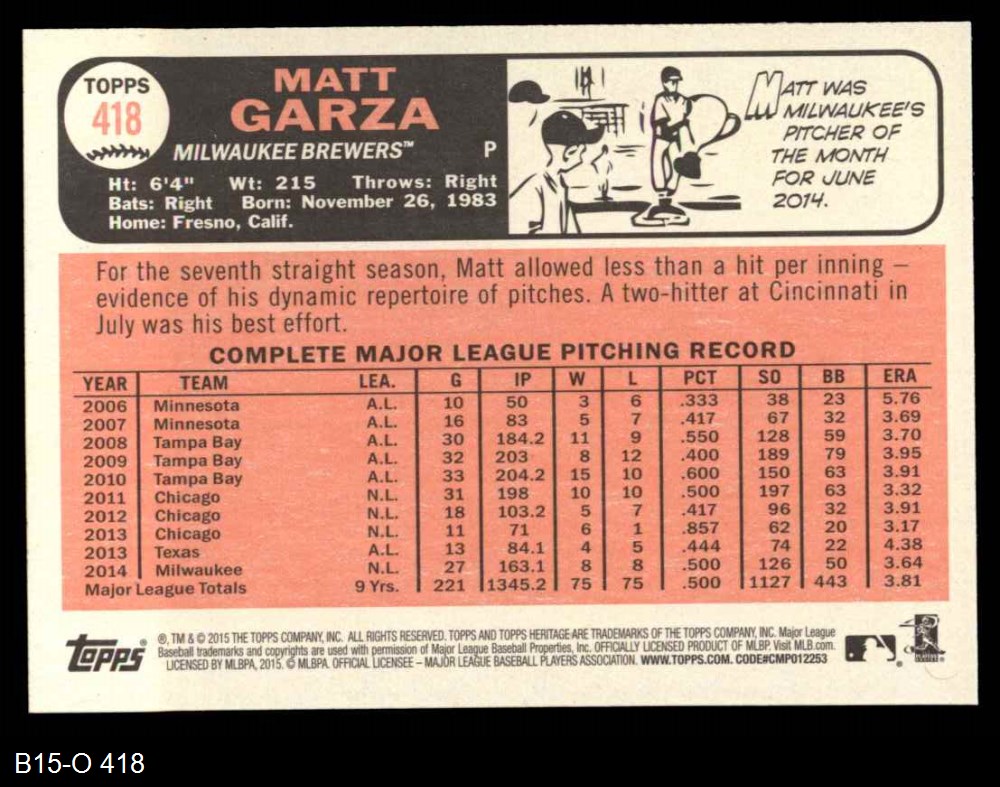 TOPPS
418
MATT
GARZA
MILWAUKEE BREWERS™ P
Ht: 6'4" Wt: 215 Throws: Right
Bats: Right Born: November 26, 1983
Home: Fresno, Calif.
MATT WAS
MILWAUKEE'S
PITCHER OF
THE MONTH
FOR JUNE
2014.
For the seventh straight season, Matt allowed less than a hit per inning –
evidence of his dynamic repertoire of pitches. A two-hitter at Cincinnati in
July was his best effort.
COMPLETE MAJOR LEAGUE PITCHING RECORD
YEAR TEAM LEA. G IP W L PCT SO BB ERA
2006 Minnesota A.L. 10 50 3 6 .333 38 23 5.76
2007 Minnesota A.L. 16 83 5 7 .417 67 32 3.69
2008 Tampa Bay A.L. 30 184.2 11 9 .550 128 59 3.70
2009 Tampa Bay A.L. 32 203 8 12 .400 189 79 3.95
2010 Tampa Bay A.L. 33 204.2 15 10 .600 150 63 3.91
2011 Chicago N.L. 31 198 10 10 .500 197 63 3.32
2012 Chicago N.L. 18 103.2 5 7 .417 96 32 3.91
2013 Chicago N.L. 11 71 6 1 .857 62 20 3.17
2013 Texas A.L. 13 84.1 4 5 .444 74 22 4.38
2014 Milwaukee N.L. 27 163.1 8 8 .500 126 50 3.64
Major League Totals 9 Yrs. 221 1345.2 75 75 .500 1127 443 3.81
topps ®
®, TM & © 2015 THE TOPPS COMPANY, INC. ALL RIGHTS RESERVED. TOPPS AND TOPPS HERITAGE ARE TRADEMARKS OF THE TOPPS COMPANY, INC. Major League
Baseball trademarks and copyrights are used with permission of Major League Baseball Properties, Inc. OFFICIALLY LICENSED PRODUCT OF MLBP. Visit MLB.com.
LICENSED BY MLBPA, 2015. © MLBPA. OFFICIAL LICENSEE – MAJOR LEAGUE BASEBALL PLAYERS ASSOCIATION. WWW.TOPPS.COM. CODE#CMP012253
B15-O 418